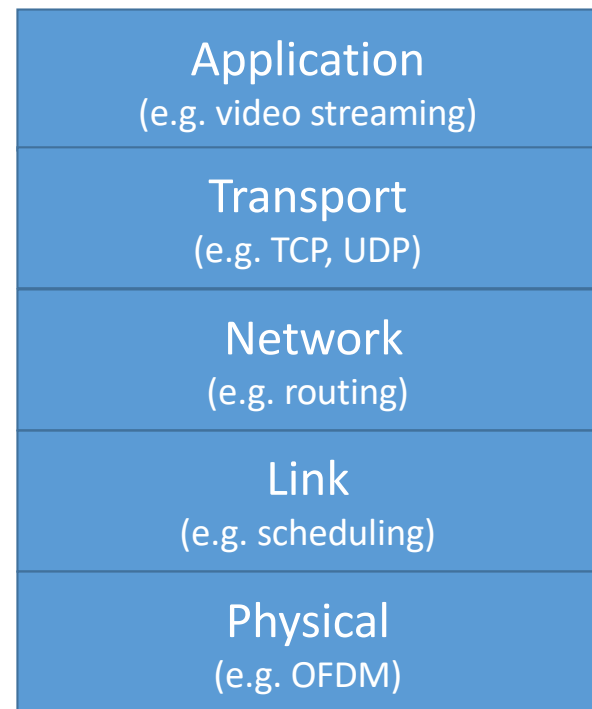 Application
(e.g. video streaming)
Transport
(e.g. TCP, UDP)
Network
(e.g. routing)
Link
(e.g. scheduling)
Physical
(e.g. OFDM)